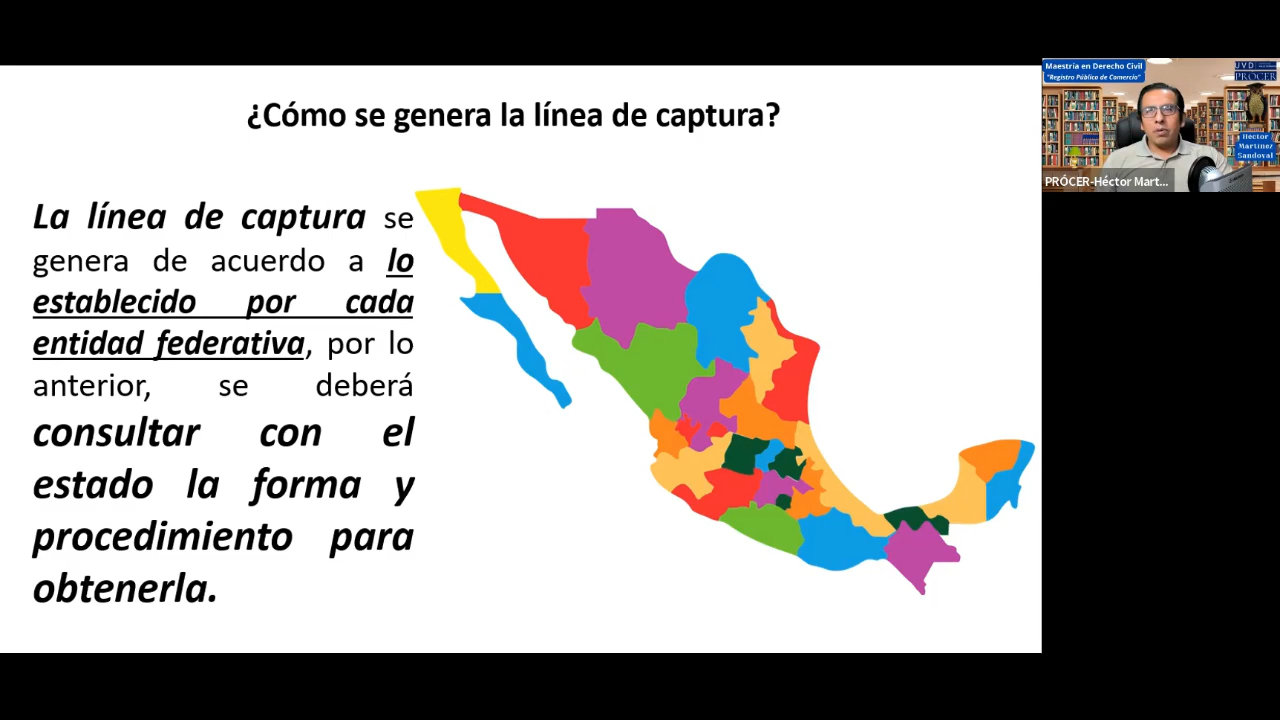 ¿Cómo se genera la línea de captura?
La línea de captura se
genera de acuerdo a lo
establecido por cada
entidad federativa, por lo
anterior, se deberá
consultar con el
estado la forma y
procedimiento para
obtenerla.
Maestría en Derecho Civil
"Registro Público de Comercio"
UVD
PRÓCER
Héctor
Martínez
Sandoval
PRÓCER-Héctor Mart...